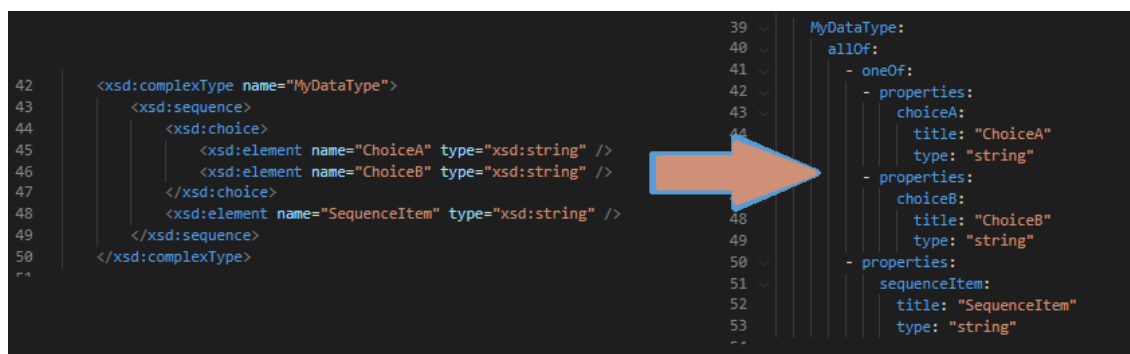 42 <xsd:complexType name="MyDataType">
43 <xsd:sequence>
44 <xsd:choice>
45 <xsd:element name="ChoiceA" type="xsd:string" />
46 <xsd:element name="ChoiceB" type="xsd:string" />
47 </xsd:choice>
48 <xsd:element name="SequenceItem" type="xsd:string" />
49 </xsd:sequence>
50 </xsd:complexType>
39 MyDataType:
40 allOf:
41 - oneOf:
42 - properties:
43 choiceA:
44 title: "ChoiceA"
type: "string"
- properties:
choiceB:
48 title: "ChoiceB"
49 type: "string"
50 - properties:
51 sequenceItem:
52 title: "SequenceItem"
53 type: "string"